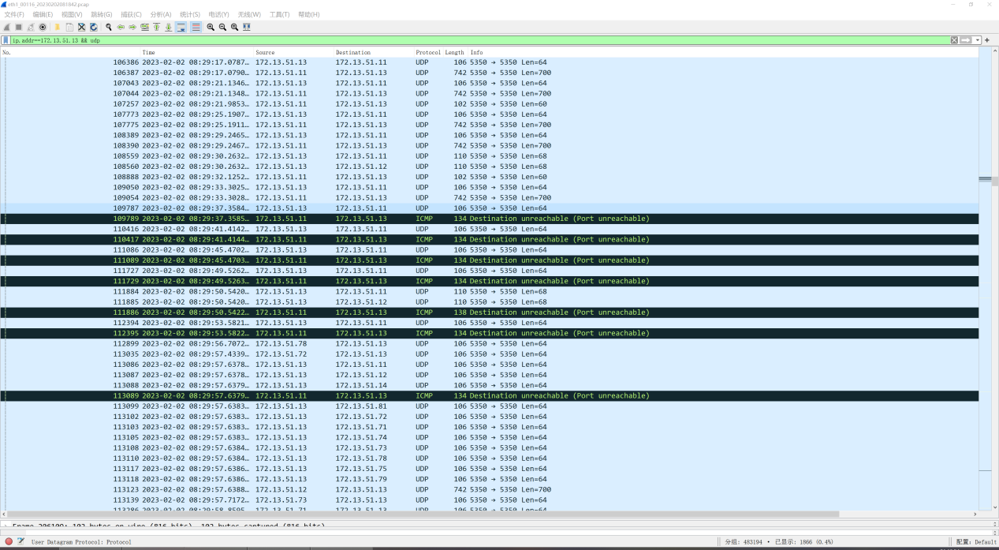 eth1_00116_20230202081842.pcap
文件(F) 编辑(E) 视图(V) 跳转(G) 捕获(C) 分析(A) 统计(S) 电话(Y) 无线(W) 工具(T) 帮助(H)
ip.addr==172.13.51.13 && udp
No. Time Source Destination Protocol Length Info
106386 2023-02-02 08:29:17.0787… 172.13.51.13 172.13.51.11 UDP 106 5350 → 5350 Len=64
106387 2023-02-02 08:29:17.0790… 172.13.51.11 172.13.51.13 UDP 742 5350 → 5350 Len=700
107043 2023-02-02 08:29:21.1346… 172.13.51.13 172.13.51.11 UDP 106 5350 → 5350 Len=64
107044 2023-02-02 08:29:21.1348… 172.13.51.11 172.13.51.13 UDP 742 5350 → 5350 Len=700
107257 2023-02-02 08:29:21.9853… 172.13.51.11 172.13.51.13 UDP 102 5350 → 5350 Len=60
107773 2023-02-02 08:29:25.1907… 172.13.51.13 172.13.51.11 UDP 106 5350 → 5350 Len=64
107775 2023-02-02 08:29:25.1911… 172.13.51.11 172.13.51.13 UDP 742 5350 → 5350 Len=700
108389 2023-02-02 08:29:29.2465… 172.13.51.13 172.13.51.11 UDP 106 5350 → 5350 Len=64
108390 2023-02-02 08:29:29.2467… 172.13.51.11 172.13.51.13 UDP 742 5350 → 5350 Len=700
108559 2023-02-02 08:29:30.2632… 172.13.51.13 172.13.51.11 UDP 110 5350 → 5350 Len=68
108560 2023-02-02 08:29:30.2632… 172.13.51.13 172.13.51.12 UDP 110 5350 → 5350 Len=68
108888 2023-02-02 08:29:32.1252… 172.13.51.11 172.13.51.13 UDP 102 5350 → 5350 Len=60
109050 2023-02-02 08:29:33.3025… 172.13.51.13 172.13.51.11 UDP 106 5350 → 5350 Len=64
109054 2023-02-02 08:29:33.3028… 172.13.51.11 172.13.51.13 UDP 742 5350 → 5350 Len=700
109787 2023-02-02 08:29:37.3584… 172.13.51.13 172.13.51.11 UDP 106 5350 → 5350 Len=64
109789 2023-02-02 08:29:37.3585… 172.13.51.11 172.13.51.13 ICMP 134 Destination unreachable (Port unreachable)
110416 2023-02-02 08:29:41.4142… 172.13.51.13 172.13.51.11 UDP 106 5350 → 5350 Len=64
110417 2023-02-02 08:29:41.4144… 172.13.51.11 172.13.51.13 ICMP 134 Destination unreachable (Port unreachable)
111086 2023-02-02 08:29:45.4702… 172.13.51.13 172.13.51.11 UDP 106 5350 → 5350 Len=64
111089 2023-02-02 08:29:45.4703… 172.13.51.11 172.13.51.13 ICMP 134 Destination unreachable (Port unreachable)
111727 2023-02-02 08:29:49.5262… 172.13.51.13 172.13.51.11 UDP 106 5350 → 5350 Len=64
111729 2023-02-02 08:29:49.5263… 172.13.51.11 172.13.51.13 ICMP 134 Destination unreachable (Port unreachable)
111884 2023-02-02 08:29:50.5420… 172.13.51.13 172.13.51.11 UDP 110 5350 → 5350 Len=68
111885 2023-02-02 08:29:50.5420… 172.13.51.13 172.13.51.12 UDP 110 5350 → 5350 Len=68
111886 2023-02-02 08:29:50.5422… 172.13.51.11 172.13.51.13 ICMP 138 Destination unreachable (Port unreachable)
112394 2023-02-02 08:29:53.5821… 172.13.51.13 172.13.51.11 UDP 106 5350 → 5350 Len=64
112395 2023-02-02 08:29:53.5822… 172.13.51.11 172.13.51.13 ICMP 134 Destination unreachable (Port unreachable)
112899 2023-02-02 08:29:56.7072… 172.13.51.78 172.13.51.13 UDP 106 5350 → 5350 Len=64
113035 2023-02-02 08:29:57.4339… 172.13.51.72 172.13.51.13 UDP 106 5350 → 5350 Len=64
113086 2023-02-02 08:29:57.6378… 172.13.51.13 172.13.51.11 UDP 106 5350 → 5350 Len=64
113087 2023-02-02 08:29:57.6378… 172.13.51.13 172.13.51.12 UDP 106 5350 → 5350 Len=64
113088 2023-02-02 08:29:57.6379… 172.13.51.13 172.13.51.14 UDP 106 5350 → 5350 Len=64
113089 2023-02-02 08:29:57.6379… 172.13.51.11 172.13.51.13 ICMP 134 Destination unreachable (Port unreachable)
113099 2023-02-02 08:29:57.6383… 172.13.51.13 172.13.51.81 UDP 106 5350 → 5350 Len=64
113102 2023-02-02 08:29:57.6383… 172.13.51.13 172.13.51.72 UDP 106 5350 → 5350 Len=64
113103 2023-02-02 08:29:57.6383… 172.13.51.13 172.13.51.71 UDP 106 5350 → 5350 Len=64
113105 2023-02-02 08:29:57.6383… 172.13.51.13 172.13.51.74 UDP 106 5350 → 5350 Len=64
113108 2023-02-02 08:29:57.6384… 172.13.51.13 172.13.51.73 UDP 106 5350 → 5350 Len=64
113110 2023-02-02 08:29:57.6384… 172.13.51.13 172.13.51.78 UDP 106 5350 → 5350 Len=64
113117 2023-02-02 08:29:57.6386… 172.13.51.13 172.13.51.75 UDP 106 5350 → 5350 Len=64
113118 2023-02-02 08:29:57.6386… 172.13.51.13 172.13.51.79 UDP 106 5350 → 5350 Len=64
113123 2023-02-02 08:29:57.6388… 172.13.51.12 172.13.51.13 UDP 742 5350 → 5350 Len=700
113139 2023-02-02 08:29:57.7172… 172.13.51.73 172.13.51.13 UDP 106 5350 → 5350 Len=64
113286 2023-02-02 08:29:58.8595… 172.13.51.71 172.13.51.13 UDP 106 5350 → 5350 Len=64
Frame 206109: 102 bytes on wire (816 bits), 102 bytes captured (816 bits)
User Datagram Protocol: Protocol 分组: 483194 · 已显示: 1866 (0.4%) 配置: Default